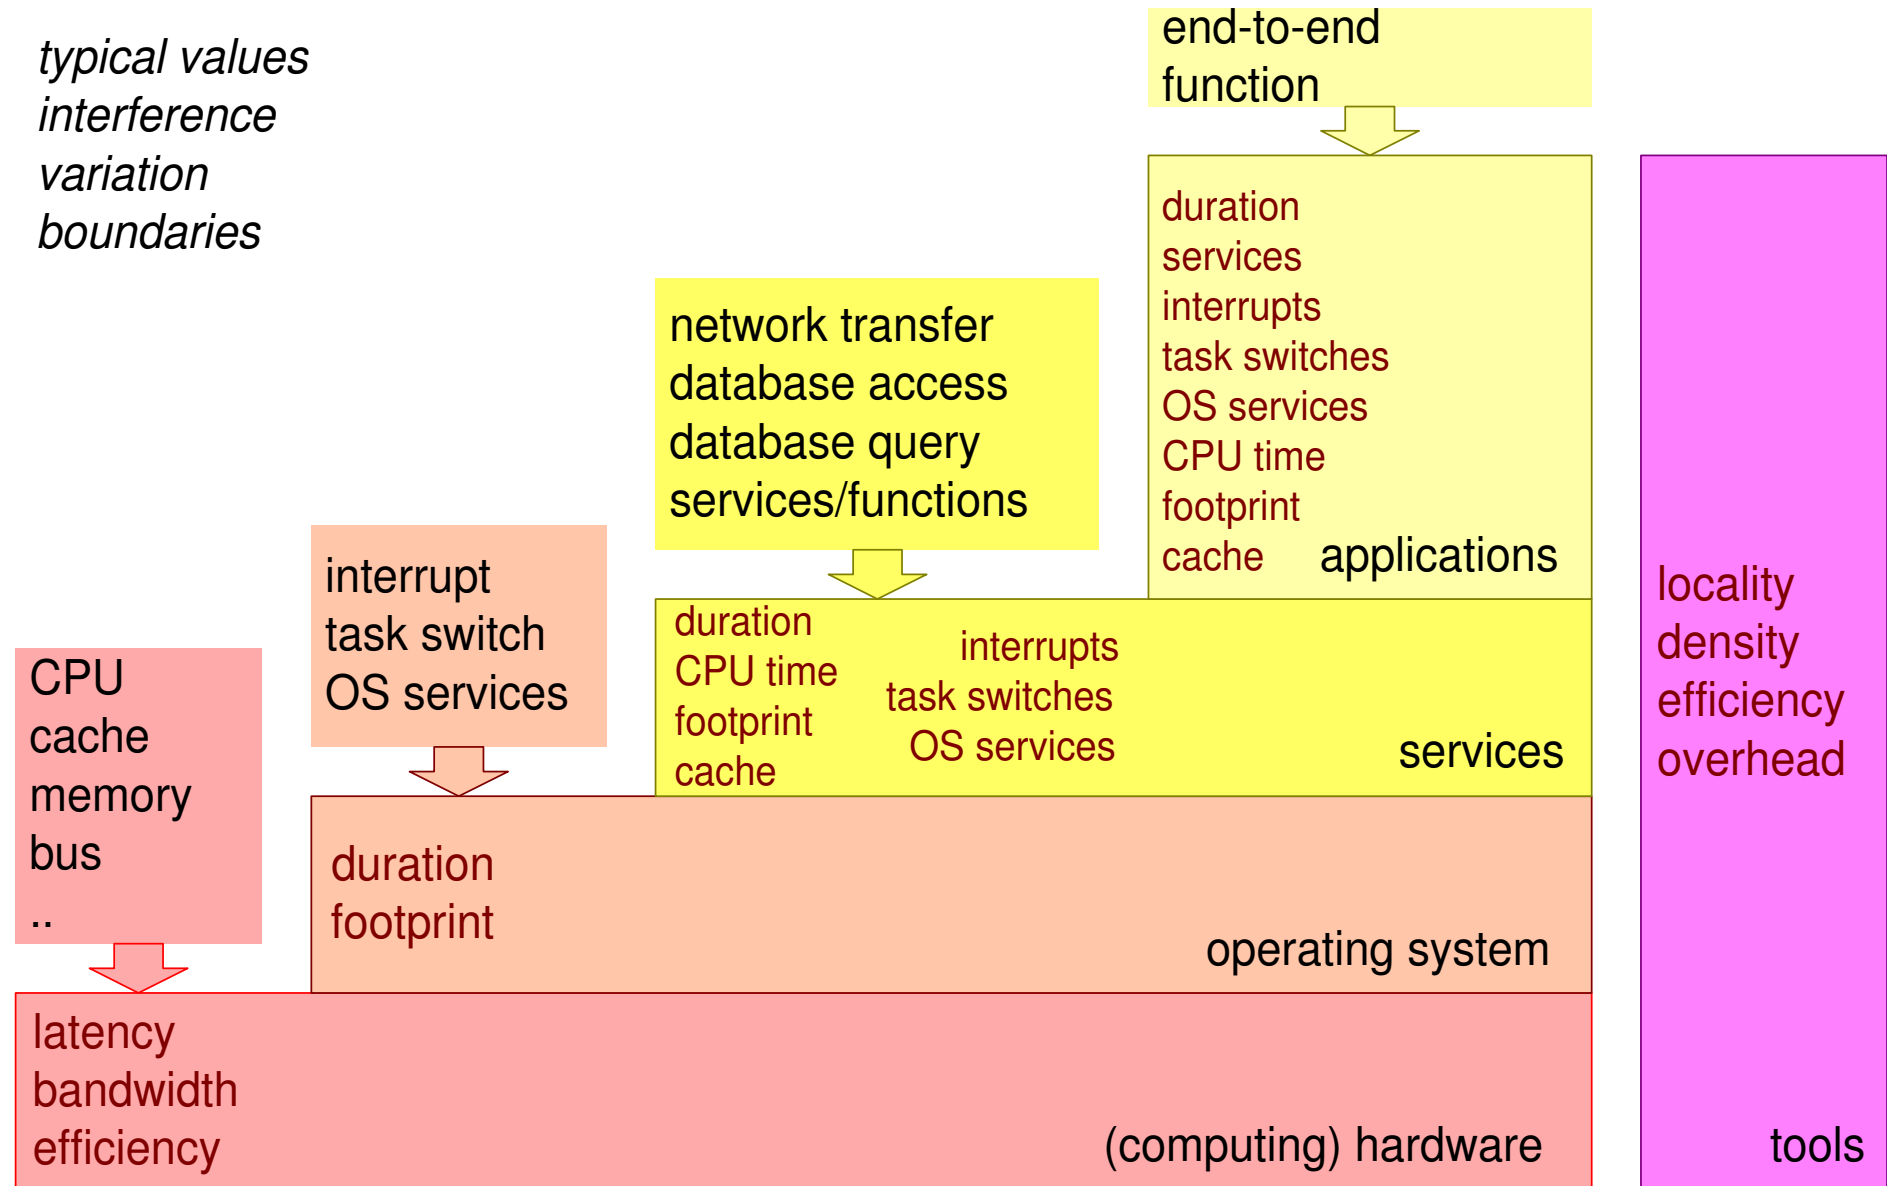 typical values
interference
variation
boundaries
end-to-end
function
duration
services
interrupts
task switches
OS services
CPU time
footprint
cache
applications
network transfer
database access
database query
services/functions
duration
CPU time
footprint
cache
interrupts
task switches
OS services
services
interrupt
task switch
OS services
duration
footprint
operating system
CPU
cache
memory
bus
..
latency
bandwidth
efficiency
(computing) hardware
locality
density
efficiency
overhead
tools